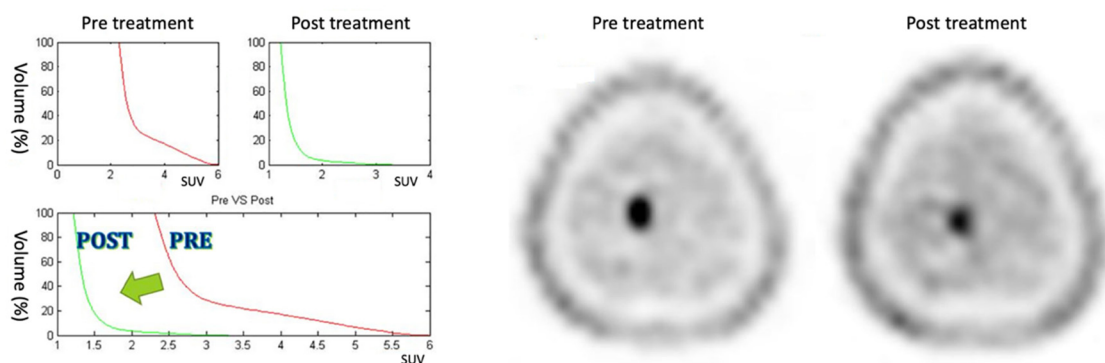 Pre treatment
Post treatment
Volume (%)
100
80
60
40
20
0
0 2 4 6
SUV
100
80
60
40
20
0
1 2 3 4
SUV
Pre VS Post
Volume (%)
100
80
60
40
20
0
POST
PRE
1 1.5 2 2.5 3 3.5 4 4.5 5 5.5 6
SUV
Pre treatment
Post treatment